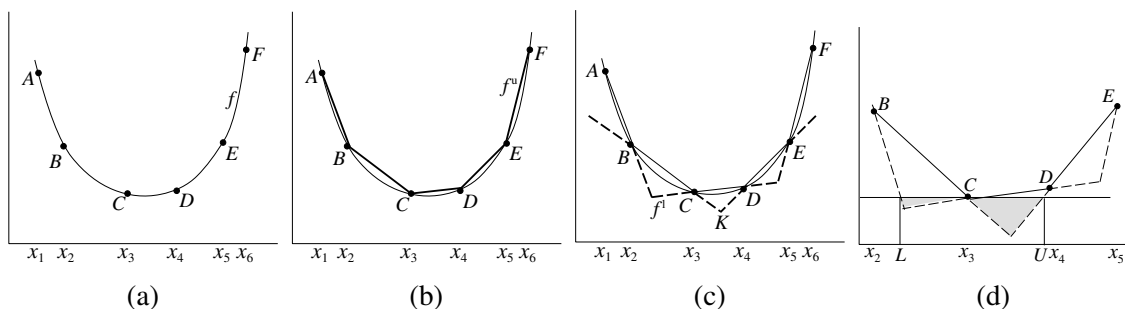 A
B
C
D
E
F
f
x1 x2 x3 x4 x5 x6
(a)
A
B
C
D
E
F
f^u
x1 x2 x3 x4 x5 x6
(b)
A
B
C
D
E
F
K
f^l
x1 x2 x3 x4 x5 x6
(c)
B
C
D
E
x2 L x3 U x4 x5
(d)